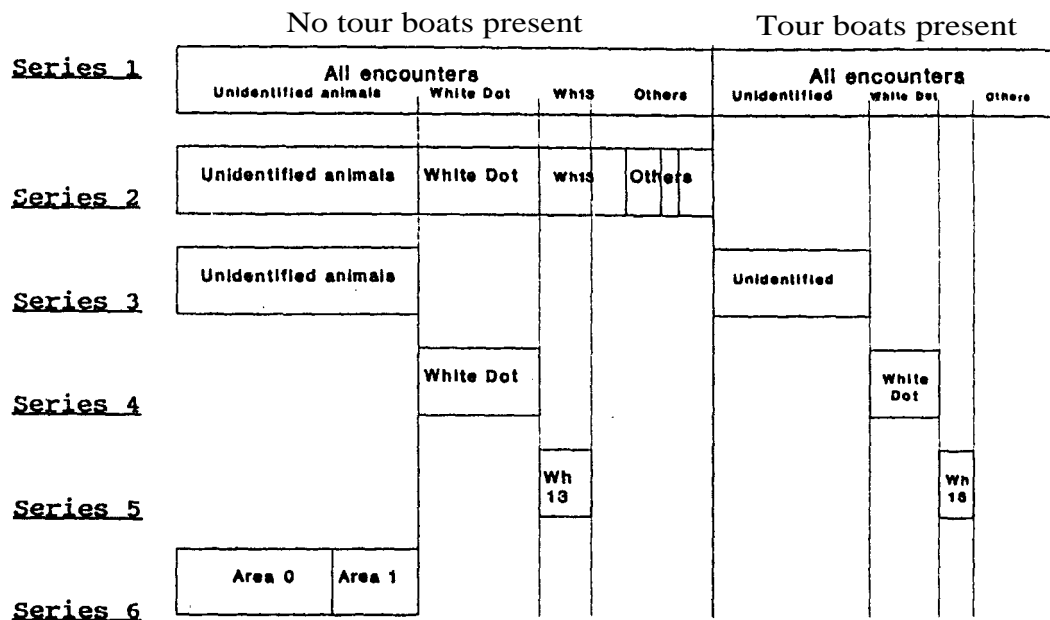 No tour boats present Tour boats present
Series 1
All encounters All encounters
Unidentified animals White Dot Wh13 Others Unidentified White Dot Others
Series 2
Unidentified animals White Dot Wh13 Others
Series 3
Unidentified animals Unidentified
Series 4
White Dot White
Dot
Series 5
Wh Wh
13 16
Series 6
Area 0 Area 1